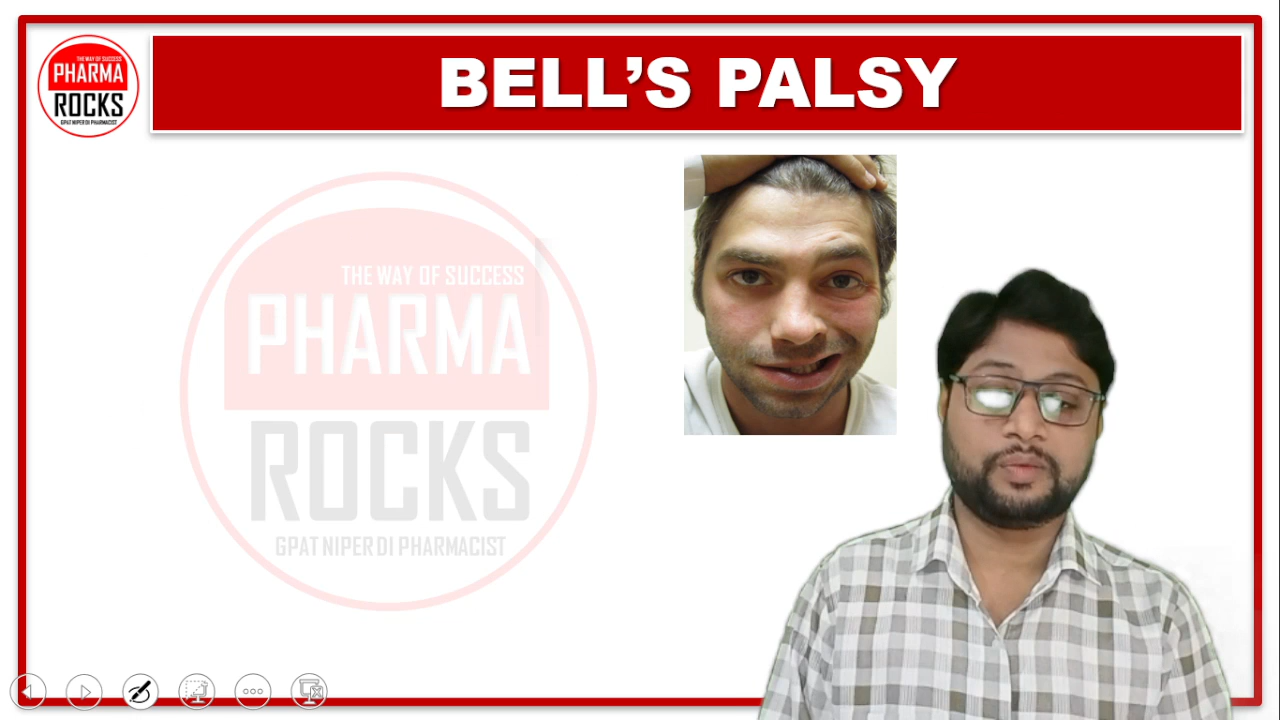 THE WAY OF SUCCESS
PHARMA
ROCKS
GPAT NIPER DI PHARMACIST
BELL'S PALSY
THE WAY OF SUCCESS
PHARMA
ROCKS
GPAT NIPER DI PHARMACIST